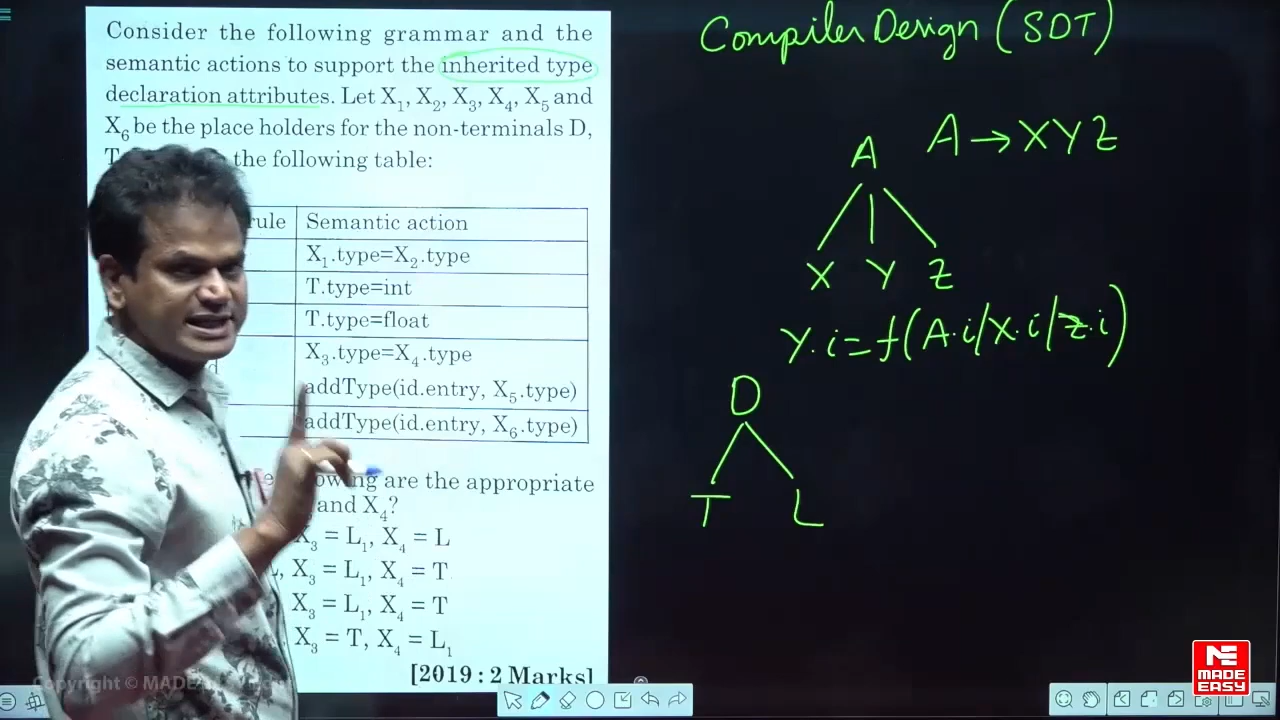 Consider the following grammar and the
semantic actions to support the inherited type
declaration attributes. Let X₁, X₂, X₃, X₄, X₅ and
X₆ be the place holders for the non-terminals D,
T the following table:
rule Semantic action
X₁.type=X₂.type
T.type=int
T.type=float
X₃.type=X₄.type
addType(id.entry, X₅.type)
addType(id.entry, X₆.type)
are the appropriate
and X₄?
X₃ = L₁, X₄ = L
X₃ = L₁, X₄ = T
X₃ = L₁, X₄ = T
X₃ = T, X₄ = L₁
[2019 : 2 Marks]
Compiler Design (SDT)
A A → X Y Z
X Y Z
Y.i = f(A.i/X.i/Z.i)
D
T L
Copyright © MADE
ME
MADE
EASY